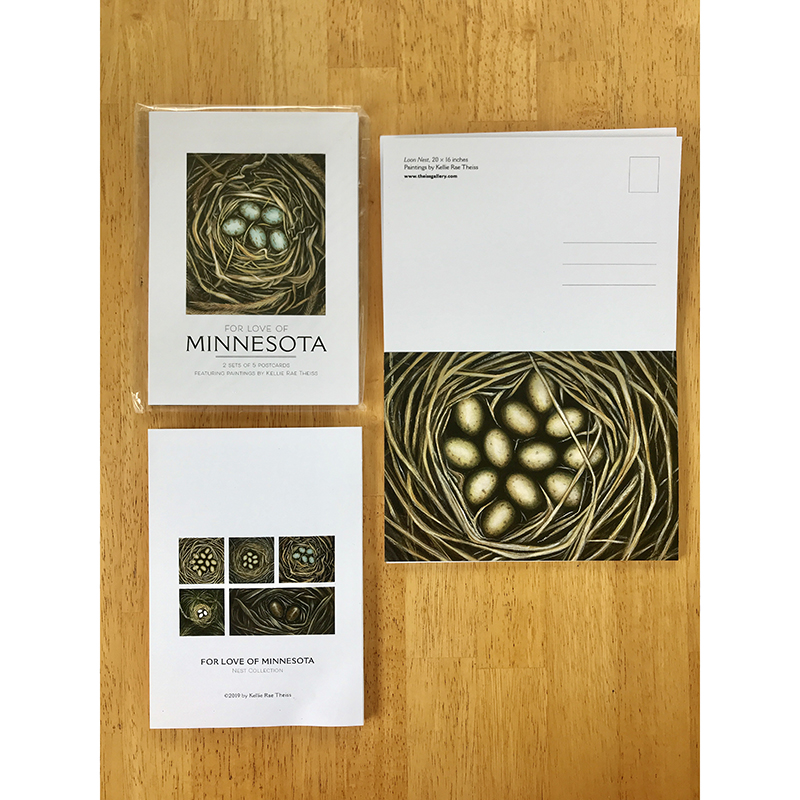 FOR LOVE OF
MINNESOTA
2 SETS OF 5 POSTCARDS
FEATURING PAINTINGS BY KELLIE RAE THEISS
Loon Nest, 20 x 16 inches
Paintings by Kellie Rae Theiss
www.theissgallery.com
FOR LOVE OF MINNESOTA
NEST COLLECTION
©2019 by Kellie Rae Theiss